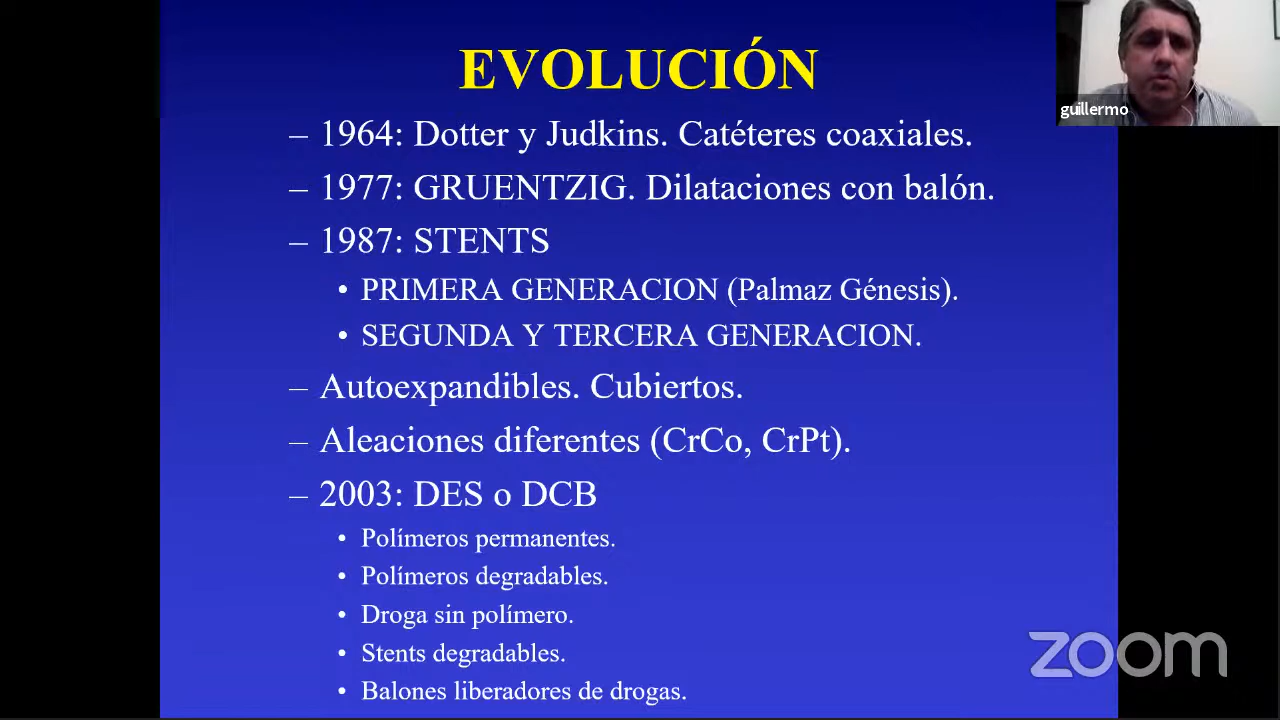 EVOLUCIÓN
– 1964: Dotter y Judkins. Catéteres coaxiales.
– 1977: GRUENTZIG. Dilataciones con balón.
– 1987: STENTS
• PRIMERA GENERACION (Palmaz Génesis).
• SEGUNDA Y TERCERA GENERACION.
– Autoexpandibles. Cubiertos.
– Aleaciones diferentes (CrCo, CrPt).
– 2003: DES o DCB
• Polímeros permanentes.
• Polímeros degradables.
• Droga sin polímero.
• Stents degradables.
• Balones liberadores de drogas.
guillermo
zoom